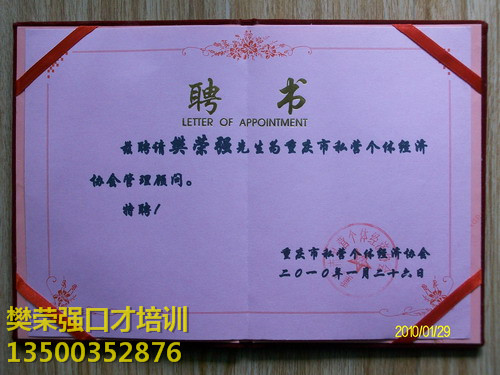 聘 书
LETTER OF APPOINTMENT
兹聘请樊荣强先生为重庆市私营个体经济
协会管理顾问。
特聘！
重庆市私营个体经济协会
二〇一〇年一月二十六日
樊荣强口才培训
13500352876
2010/01/29